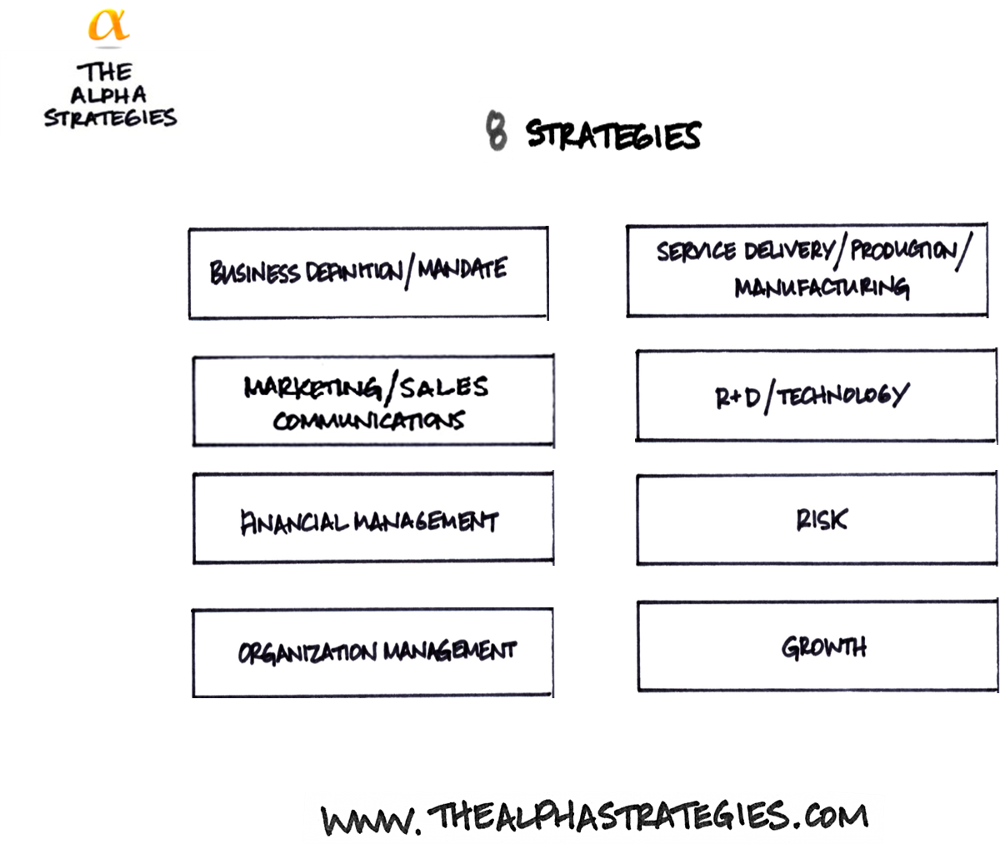 α
THE
ALPHA
STRATEGIES
8 STRATEGIES
BUSINESS DEFINITION/MANDATE
SERVICE DELIVERY/PRODUCTION/
MANUFACTURING
MARKETING/SALES
COMMUNICATIONS
R+D/TECHNOLOGY
FINANCIAL MANAGEMENT
RISK
ORGANIZATION MANAGEMENT
GROWTH
WWW.THEALPHASTRATEGIES.COM